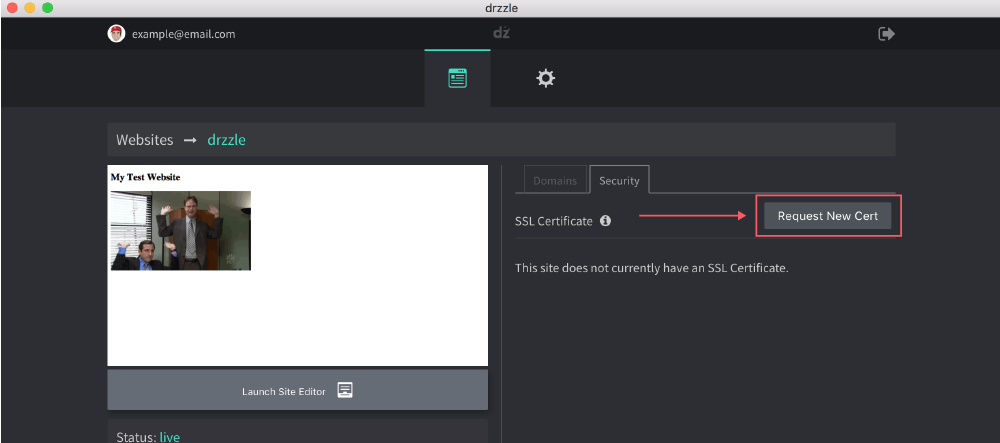 drzzle
example@email.com
dz
Websites → drzzle
My Test Website
Domains
Security
SSL Certificate
Request New Cert
This site does not currently have an SSL Certificate.
Launch Site Editor
Status: live